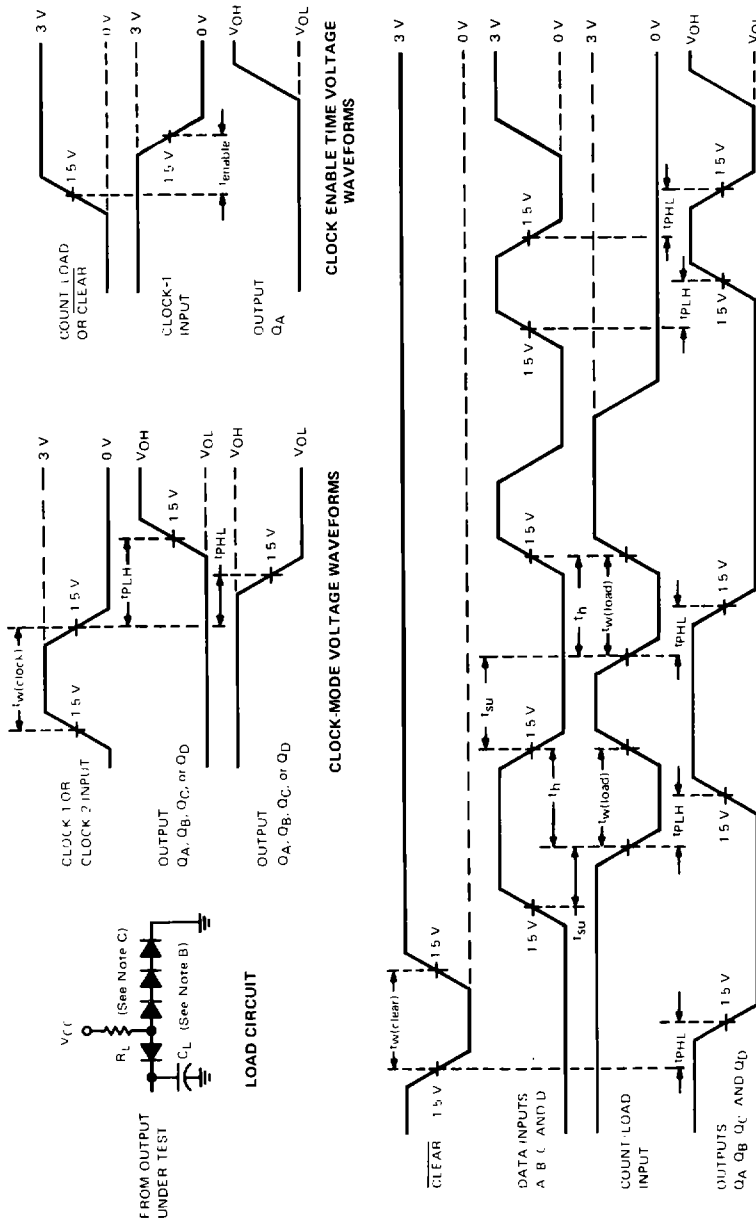 FROM OUTPUT
UNDER TEST
VCC
RL
CL
(See Note C)
(See Note B)
LOAD CIRCUIT
CLOCK 1 OR
CLOCK 2 INPUT
tw(clock)
1 5 V
1 5 V
3 V
0 V
OUTPUT
QA, QB, QC, or QD
tPLH
1 5 V
VOH
VOL
tPHL
OUTPUT
QA, QB, QC, or QD
1 5 V
VOH
VOL
CLOCK-MODE VOLTAGE WAVEFORMS
COUNT LOAD
OR CLEAR
1 5 V
3 V
0 V
CLOCK-1
INPUT
1 5 V
tenable
3 V
0 V
OUTPUT
QA
VOH
VOL
CLOCK ENABLE TIME VOLTAGE
WAVEFORMS
CLEAR
1 5 V
tw(clear)
1 5 V
3 V
0 V
DATA INPUTS
A B C AND D
1 5 V
1 5 V
1 5 V
1 5 V
1 5 V
3 V
0 V
tsu
th
tsu
th
COUNT LOAD
INPUT
tw(load)
tw(load)
3 V
0 V
OUTPUTS
QA QB QC AND QD
tPHL
1 5 V
tPLH
1 5 V
tPHL
1 5 V
tPLH
1 5 V
tPHL
1 5 V
VOH
VOL